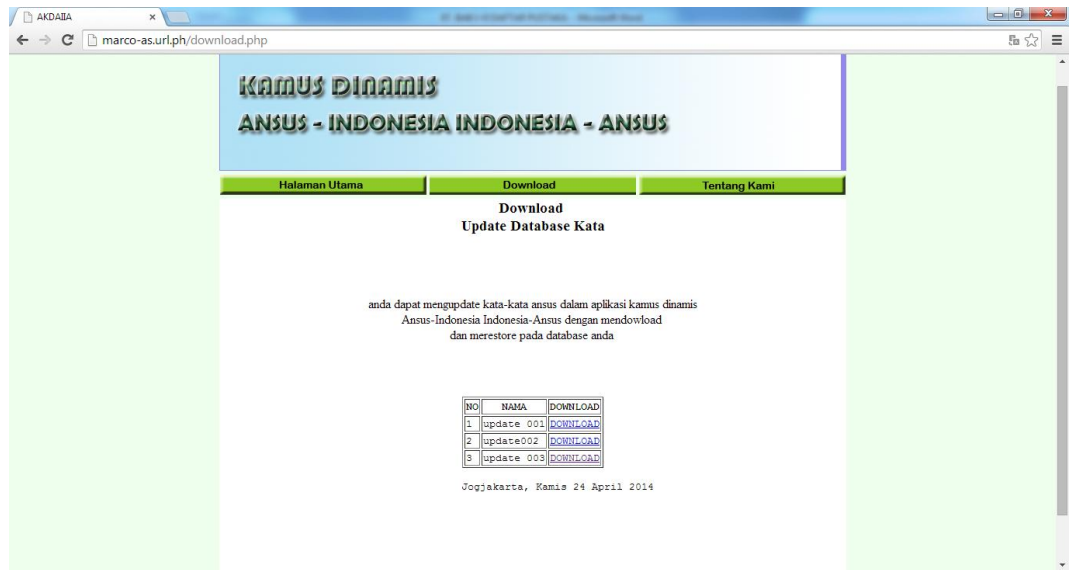 AKDAIIA
marco-as.url.ph/download.php
KAMUS DINAMIS
ANSUS - INDONESIA INDONESIA - ANSUS
Halaman Utama Download Tentang Kami
Download
Update Database Kata
anda dapat mengupdate kata-kata ansus dalam aplikasi kamus dinamis
Ansus-Indonesia Indonesia-Ansus dengan mendowload
dan merestore pada database anda
NO NAMA DOWNLOAD
1 update 001 DOWNLOAD
2 update002 DOWNLOAD
3 update 003 DOWNLOAD
Jogjakarta, Kamis 24 April 2014